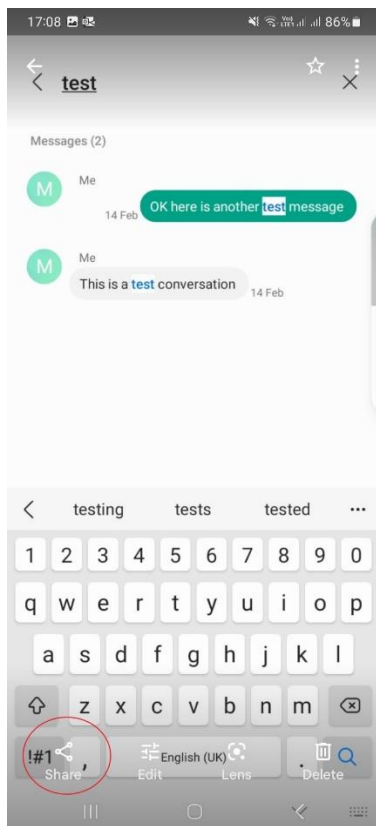 17:08 86%
test
Messages (2)
Me
M
14 Feb OK here is another test message
Me
M
This is a test conversation 14 Feb
testing tests tested
1 2 3 4 5 6 7 8 9 0
q w e r t y u i o p
a s d f g h j k l
z x c v b n m
!#1 , English (UK) .
Share Edit Lens Delete